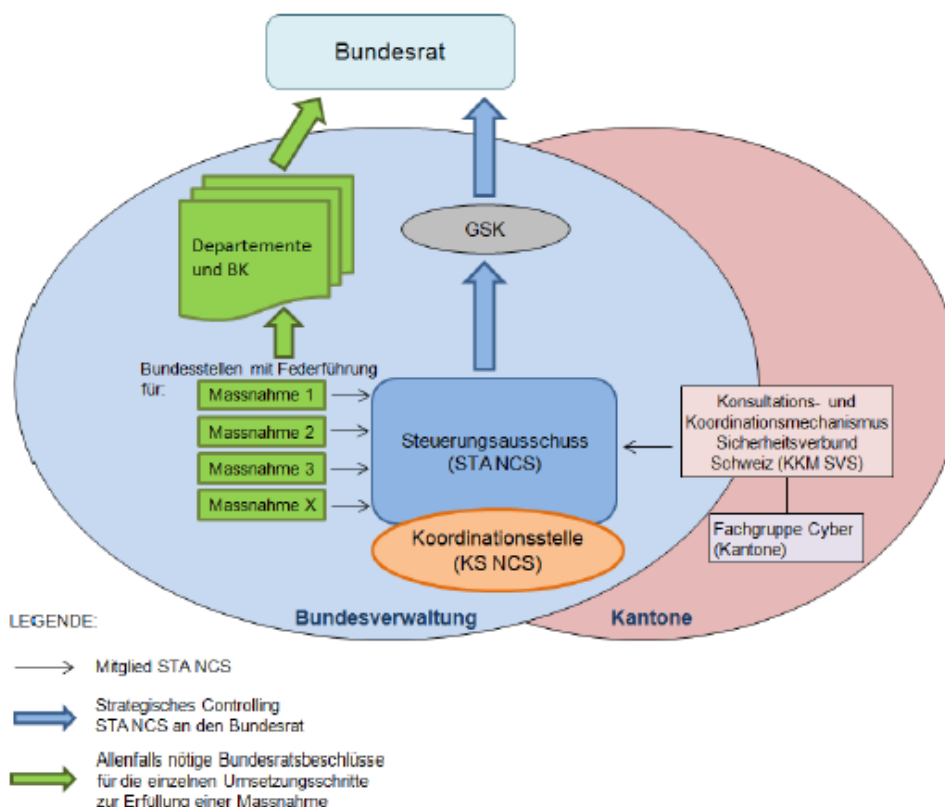 Bundesrat
GSK
Departemente
und BK
Bundesstellen mit Federführung
für:
Massnahme 1
Massnahme 2
Massnahme 3
Massnahme X
Steuerungsausschuss
(STA NCS)
Koordinationsstelle
(KS NCS)
Konsultations- und
Koordinationsmechanismus
Sicherheitsverbund
Schweiz (KKM SVS)
Fachgruppe Cyber
(Kantone)
Bundesverwaltung
Kantone
LEGENDE:
Mitglied STA NCS
Strategisches Controlling
STA NCS an den Bundesrat
Allenfalls nötige Bundesratsbeschlüsse
für die einzelnen Umsetzungsschritte
zur Erfüllung einer Massnahme